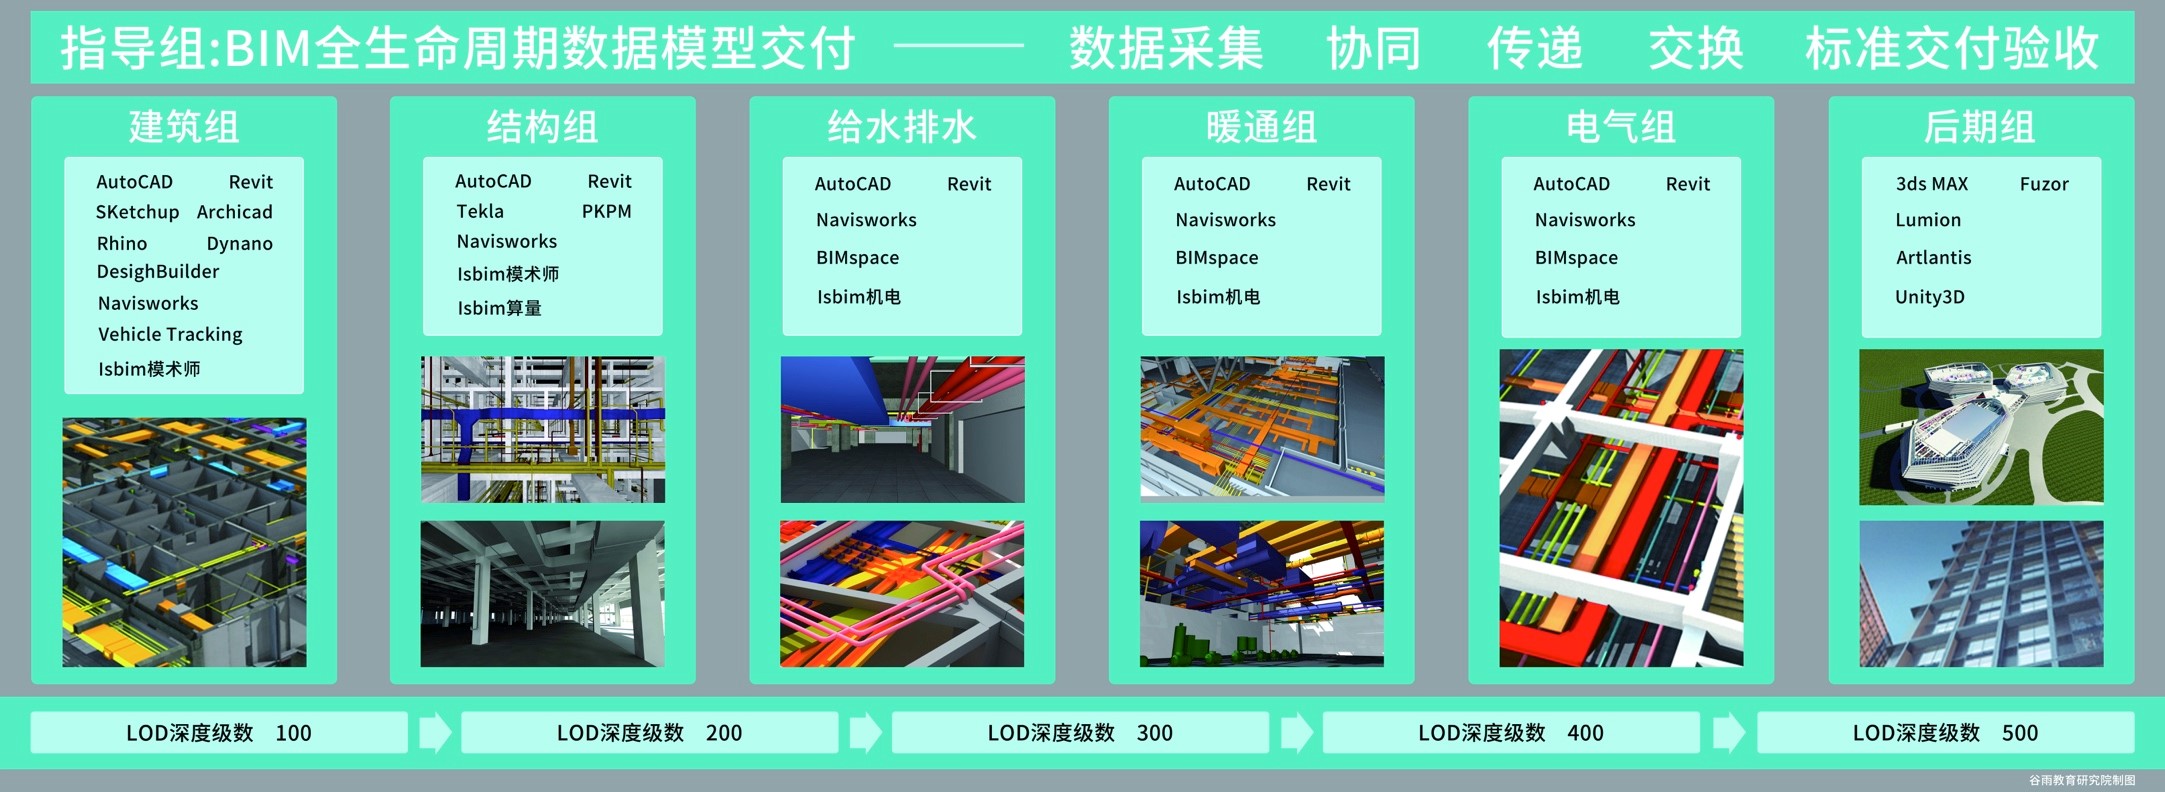 指导组:BIM全生命周期数据模型交付 —— 数据采集 协同 传递 交换 标准交付验收
建筑组
AutoCAD Revit
SKetchup Archicad
Rhino Dynano
DesighBuilder
Navisworks
Vehicle Tracking
Isbim模术师
结构组
AutoCAD Revit
Tekla PKPM
Navisworks
Isbim模术师
Isbim算量
给水排水
AutoCAD Revit
Navisworks
BIMspace
Isbim机电
暖通组
AutoCAD Revit
Navisworks
BIMspace
Isbim机电
电气组
AutoCAD Revit
Navisworks
BIMspace
Isbim机电
后期组
3ds MAX Fuzor
Lumion
Artlantis
Unity3D
LOD深度级数 100
LOD深度级数 200
LOD深度级数 300
LOD深度级数 400
LOD深度级数 500
谷雨教育研究院制图